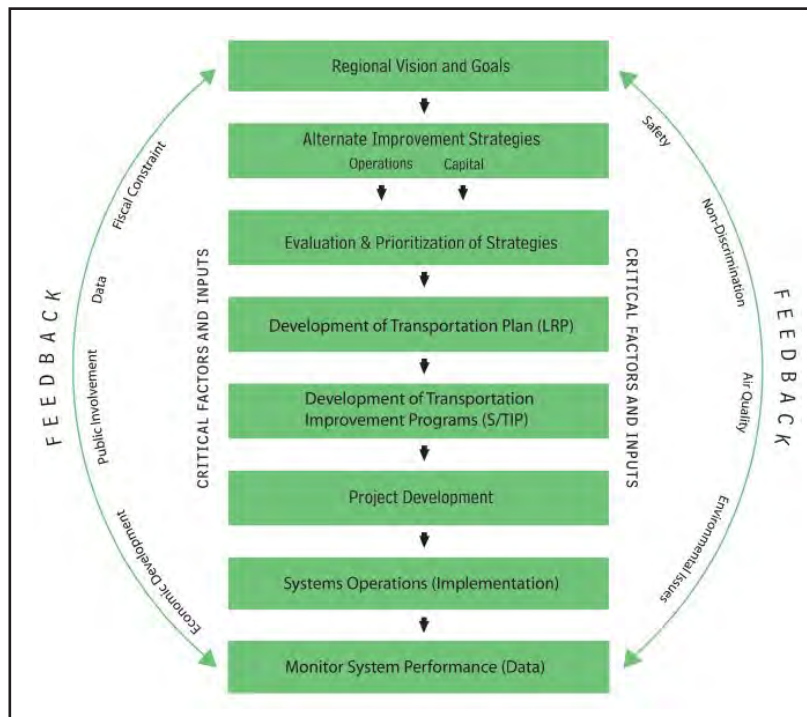 Regional Vision and Goals
Alternate Improvement Strategies
Operations Capital
Evaluation & Prioritization of Strategies
Development of Transportation Plan (LRP)
Development of Transportation
Improvement Programs (S/TIP)
Project Development
Systems Operations (Implementation)
Monitor System Performance (Data)
FEEDBACK
Fiscal Constraint
Data
Public Involvement
Economic Development
CRITICAL FACTORS AND INPUTS
CRITICAL FACTORS AND INPUTS
Safety
Non-Discrimination
Air Quality
Environmental Issues
FEEDBACK